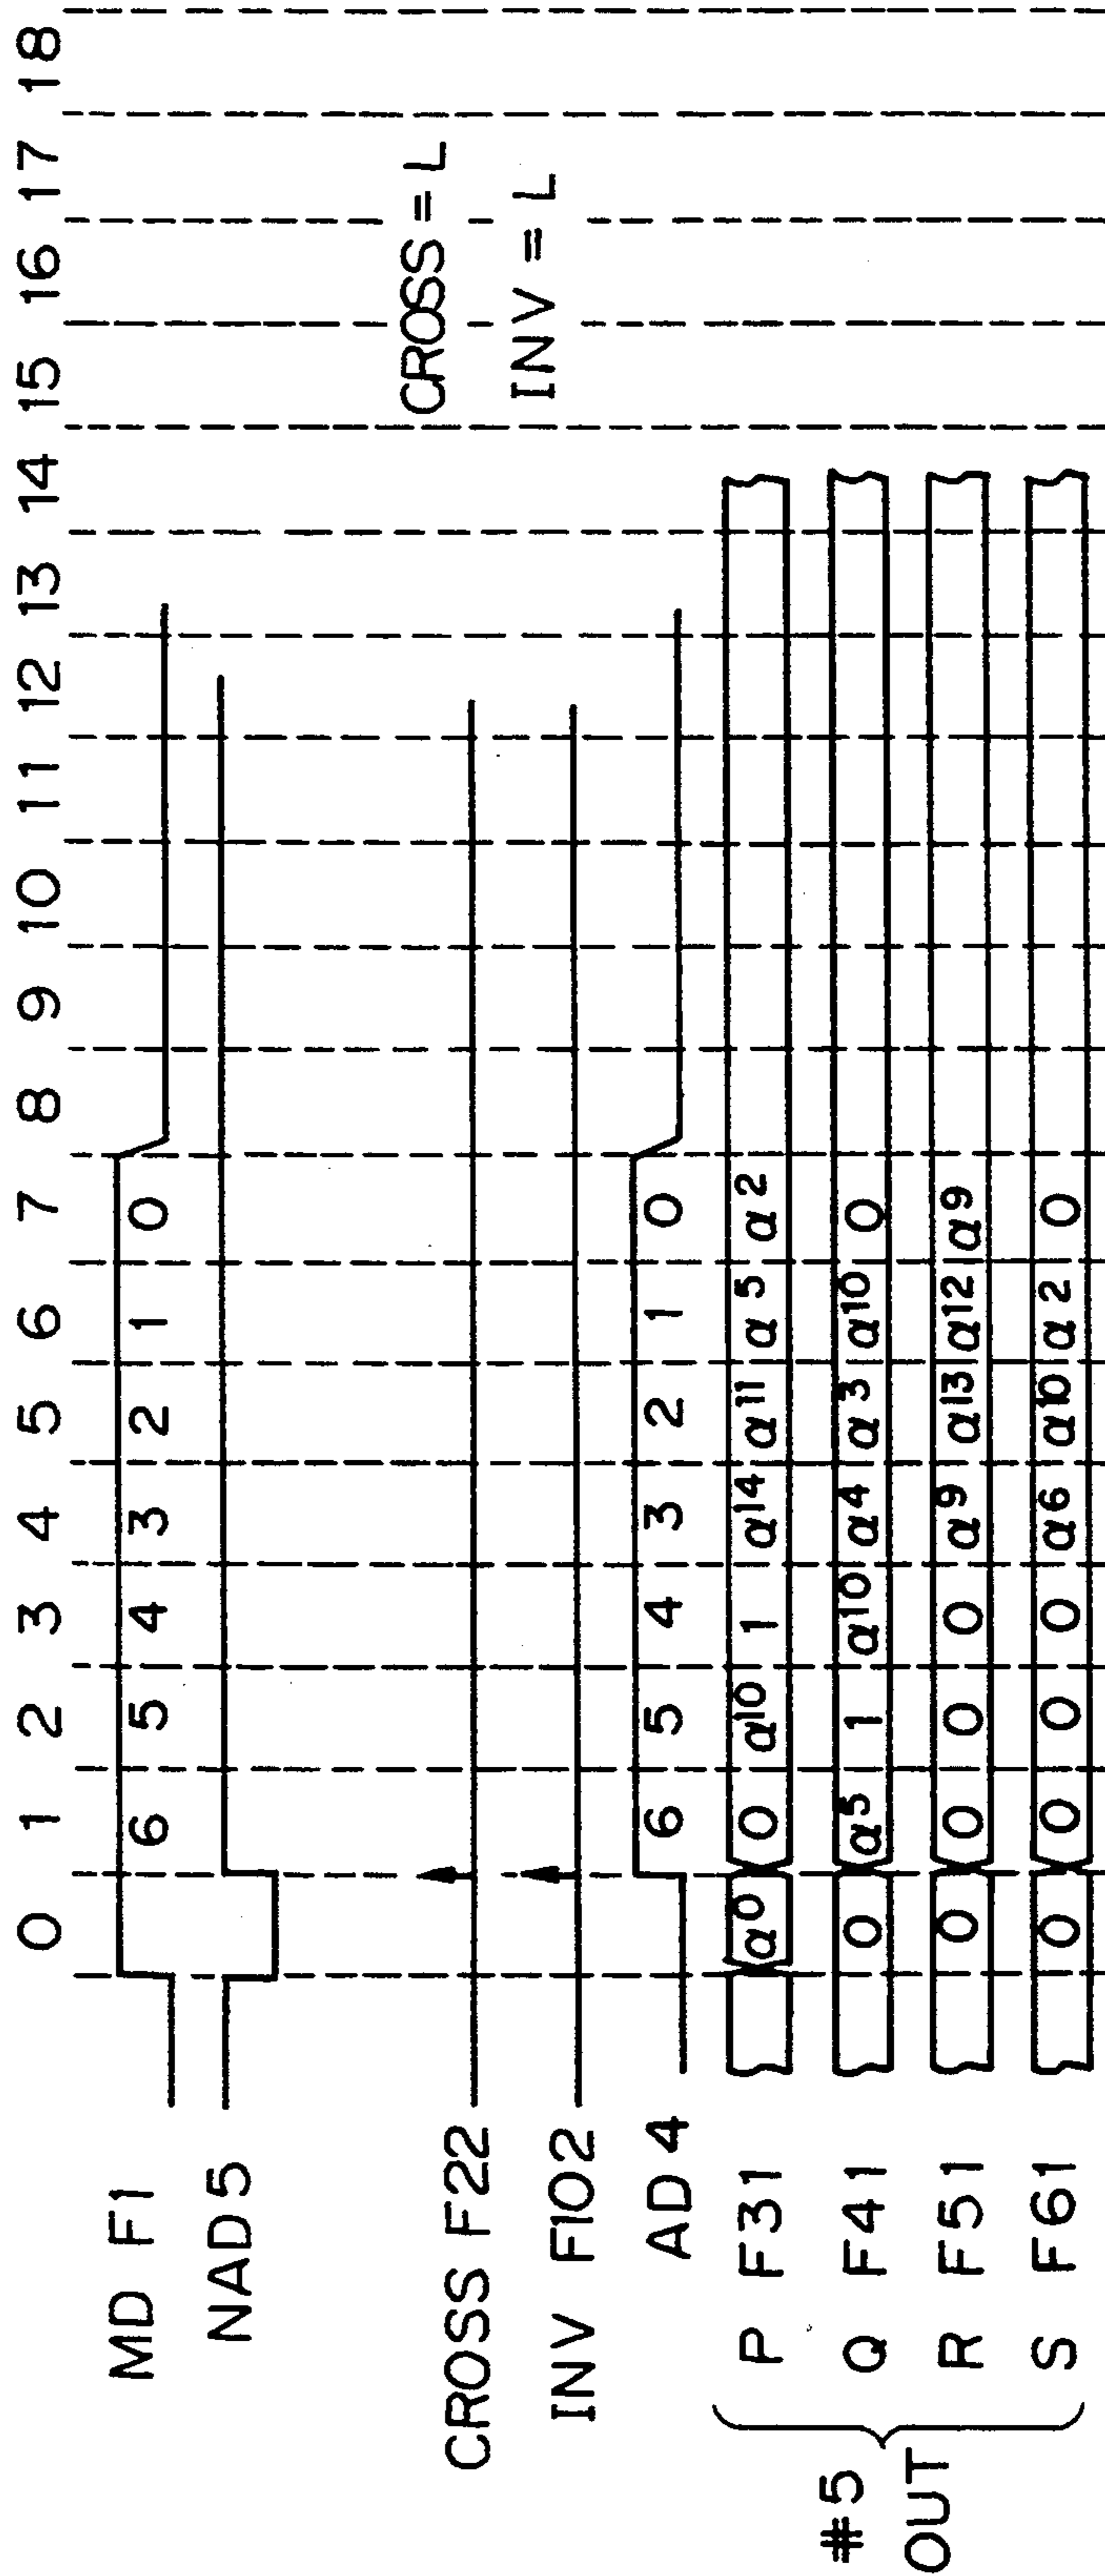 0 1 2 3 4 5 6 7 8 9 10 11 12 13 14 15 16 17 18
MD F1 6 5 4 3 2 1 0
NAD5
CROSS F22 CROSS = L
INV F102 INV = L
AD4 6 5 4 3 2 1 0
#5 OUT
P F31 α⁰ 0 α¹⁰ 1 α¹⁴ α¹¹ α⁵ α²
Q F41 0 α⁵ 1 α¹⁰ α⁴ α³ α¹⁰ 0
R F51 0 0 0 0 α⁹ α¹³ α¹² α⁹
S F61 0 0 0 0 α⁶ α¹⁰ α² 0